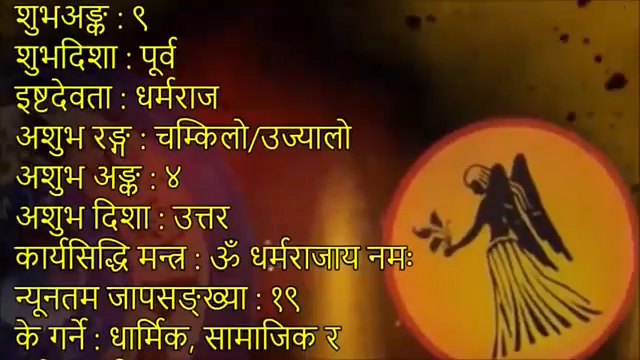 शुभअङ्क : ९
शुभदिशा : पूर्व
इष्टदेवता : धर्मराज
अशुभ रङ्ग : चम्किलो/उज्यालो
अशुभ अङ्क : ४
अशुभ दिशा : उत्तर
कार्यसिद्धि मन्त्र : ॐ धर्मराजाय नमः
न्यूनतम जापसङ्ख्या : १९
के गर्ने : धार्मिक, सामाजिक र